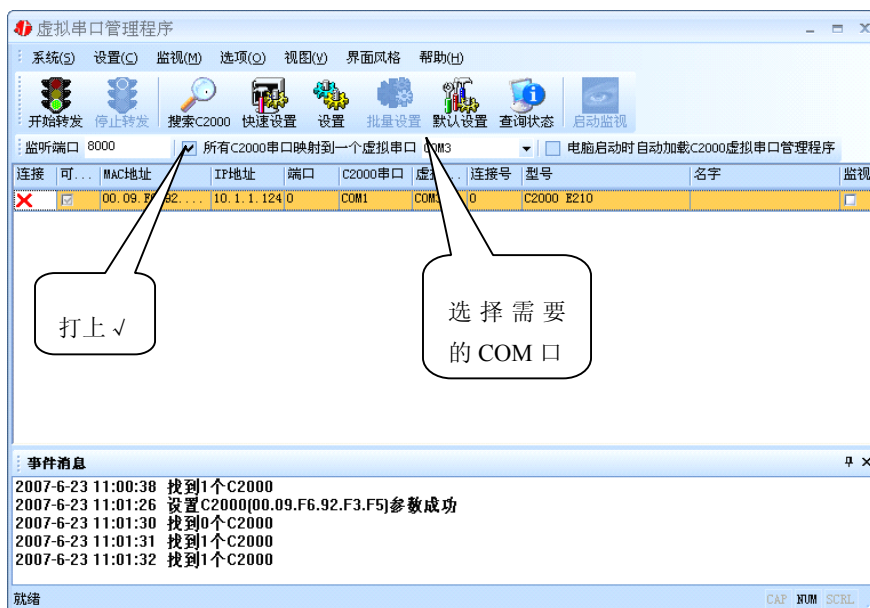 虚拟串口管理程序
系统(S) 设置(C) 监视(M) 选项(O) 视图(V) 界面风格 帮助(H)
开始转发 停止转发 搜索C2000 快速设置 设置 批量设置 默认设置 查询状态 启动监视
监听端口 8000 所有C2000串口映射到一个虚拟串口 COM3 电脑启动时自动加载C2000虚拟串口管理程序
连接 可... MAC地址 IP地址 端口 C2000串口 虚拟... 连接号 型号 名字 监视
00.09.F6.92.... 10.1.1.124 0 COM1 COM3 0 C2000 E210
打上√
选择需要
的COM口
事件消息
2007-6-23 11:00:38 找到1个C2000
2007-6-23 11:01:26 设置C2000[00.09.F6.92.F3.F5]参数成功
2007-6-23 11:01:30 找到0个C2000
2007-6-23 11:01:31 找到1个C2000
2007-6-23 11:01:32 找到1个C2000
就绪 CAP NUM SCRL